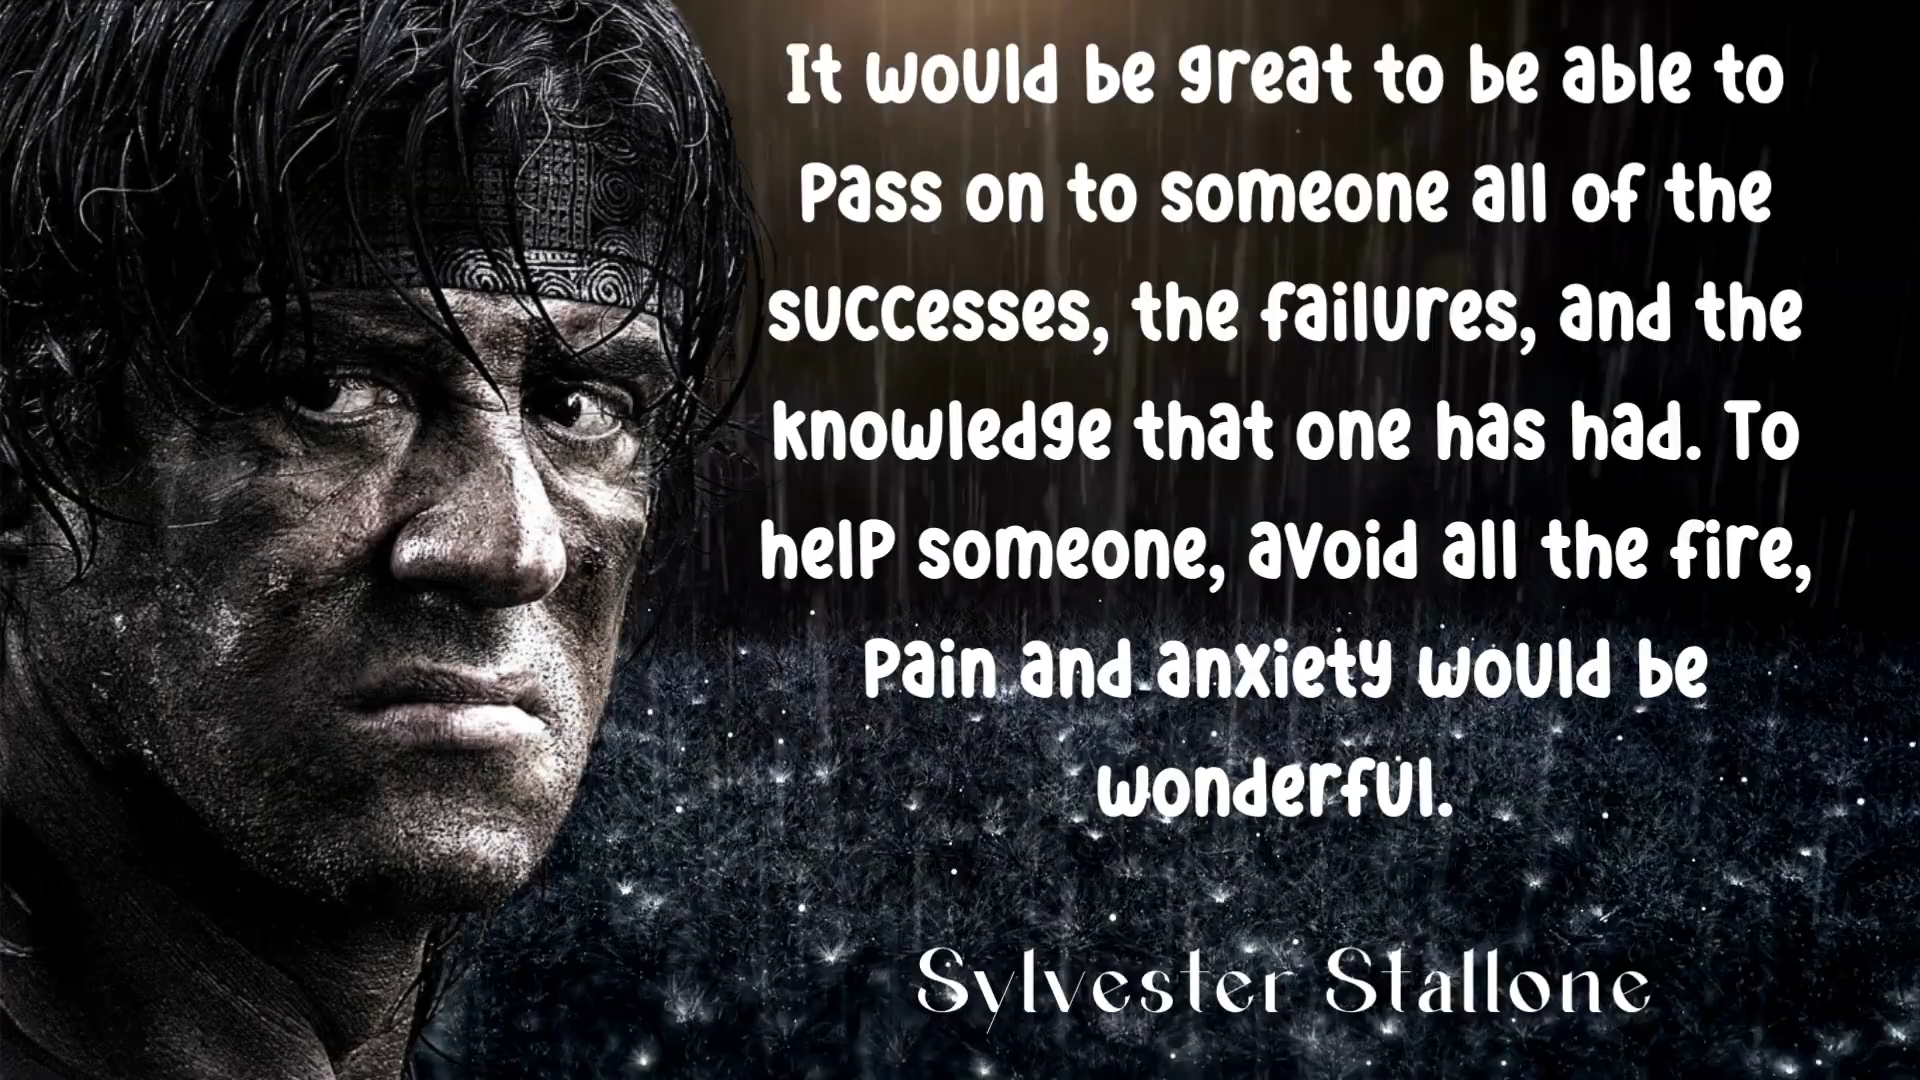 It would be great to be able to
Pass on to someone all of the
successes, the failures, and the
knowledge that one has had. To
help someone, avoid all the fire,
Pain and anxiety would be
wonderful.
Sylvester Stallone